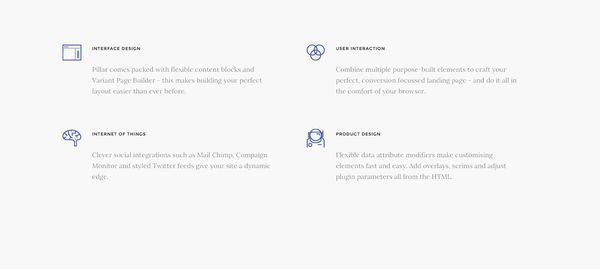 INTERFACE DESIGN
Pillar comes packed with flexible content blocks and
Variant Page Builder - this makes building your perfect
layout easier than ever before.
USER INTERACTION
Combine multiple purpose-built elements to craft your
perfect, conversion focussed landing page - and do it all in
the comfort of your browser.
INTERNET OF THINGS
Clever social integrations such as Mail Chimp, Campaign
Monitor and styled Twitter feeds give your site a dynamic
edge.
PRODUCT DESIGN
Flexible data attribute modifiers make customising
elements fast and easy. Add overlays, scrims and adjust
plugin parameters all from the HTML.